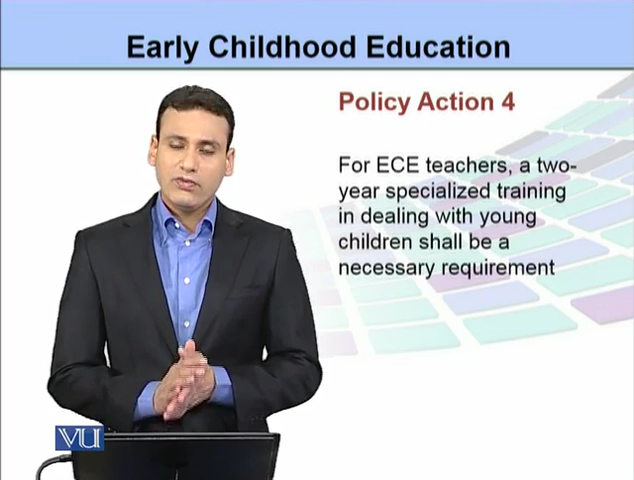 Early Childhood Education
Policy Action 4
For ECE teachers, a two-
year specialized training
in dealing with young
children shall be a
necessary requirement
VU